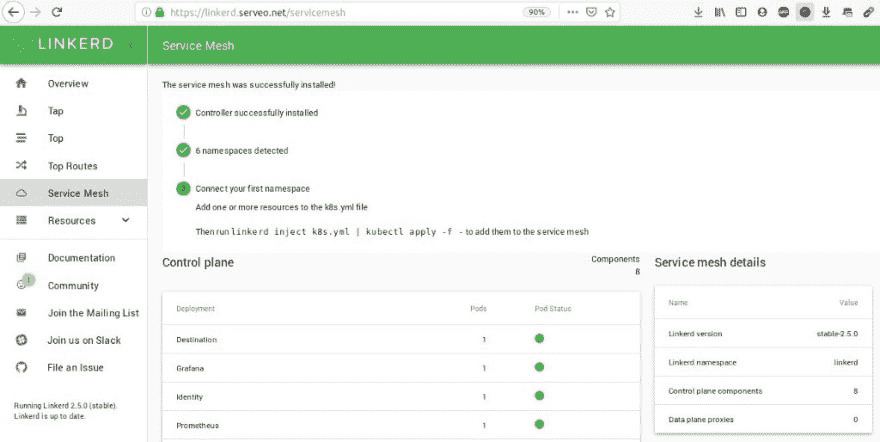 https://linkerd.serveo.net/servicemesh
90%
LINKERD
Service Mesh
Overview
Tap
Top
Top Routes
Service Mesh
Resources
Documentation
Community
1
Join the Mailing List
Join us on Slack
File an Issue
Running Linkerd 2.5.0 (stable).
Linkerd is up to date.
The service mesh was successfully installed!
Controller successfully installed
6 namespaces detected
3
Connect your first namespace
Add one or more resources to the k8s.yml file
Then run linkerd inject k8s.yml | kubectl apply -f - to add them to the service mesh
Control plane
Components
8
Deployment Pods Pod Status
Destination 1
Grafana 1
Identity 1
Prometheus 1
Service mesh details
Name Value
Linkerd version stable-2.5.0
Linkerd namespace linkerd
Control plane components 8
Data plane proxies 0